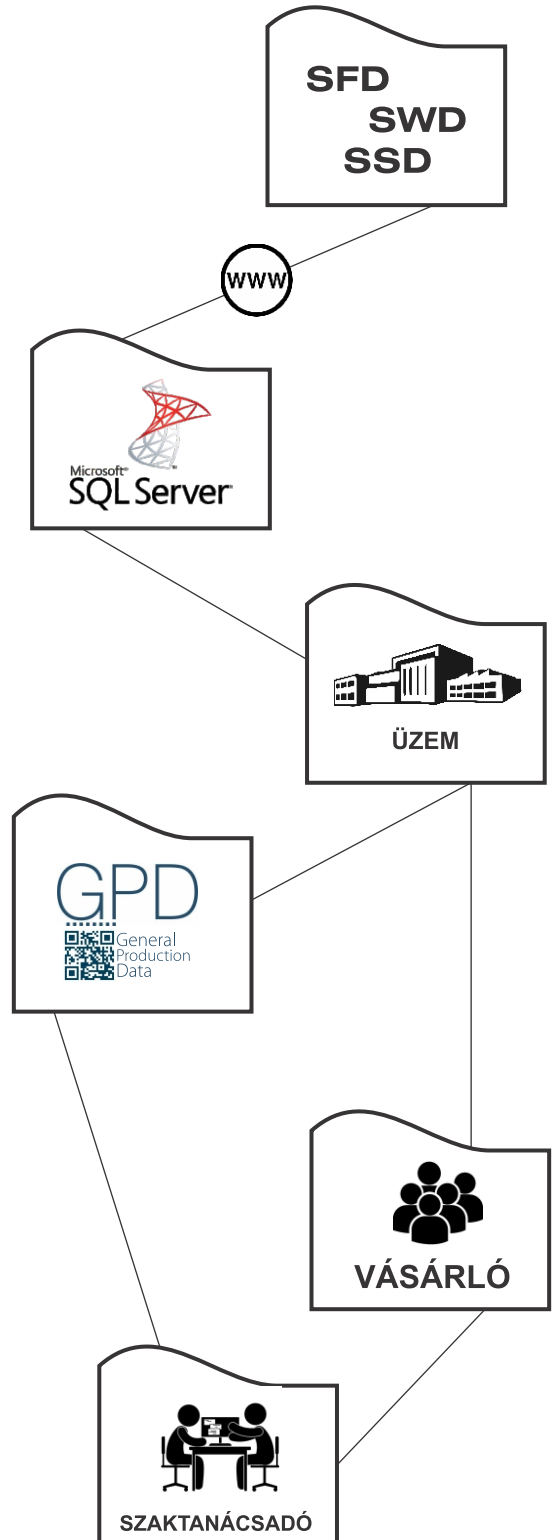 SFD
SWD
SSD
WWW
Microsoft®
SQL Server
ÜZEM
GPD
General
Production
Data
VÁSÁRLÓ
SZAKTANÁCSADÓ